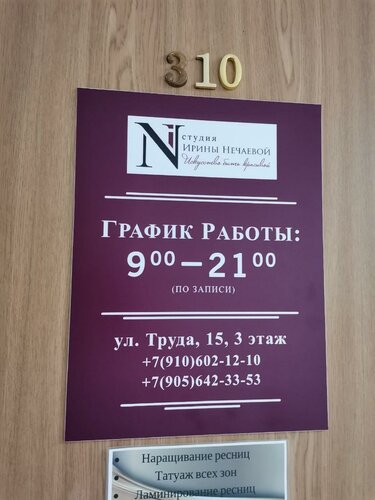 310
СТУДИЯ
ИРИНЫ НЕЧАЕВОЙ
Искусство быть красивой
ГРАФИК РАБОТЫ:
9⁰⁰ — 21⁰⁰
(ПО ЗАПИСИ)
ул. Труда, 15, 3 этаж
+7(910)602-12-10
+7(905)642-33-53
Наращивание ресниц
Татуаж всех зон
Ламинирование ресниц